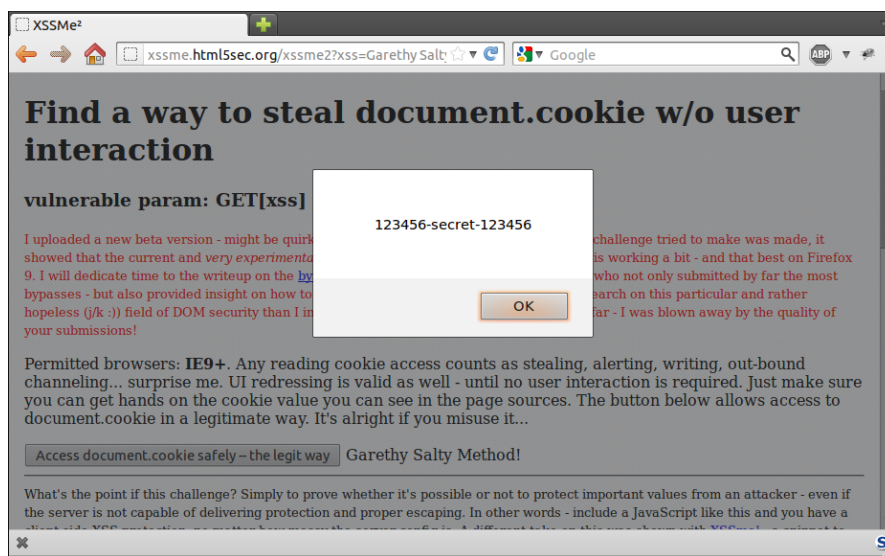 XSSMe²
xssme.html5sec.org/xssme2?xss=Garethy Salt
Google
ABP
Find a way to steal document.cookie w/o user
interaction
vulnerable param: GET[xss]
123456-secret-123456
OK
I uploaded a new beta version - might be quirk challenge tried to make was made, it
showed that the current and very experimenta is working a bit - and that best on Firefox
9. I will dedicate time to the writeup on the by who not only submitted by far the most
bypasses - but also provided insight on how to earch on this particular and rather
hopeless (j/k :)) field of DOM security than I in far - I was blown away by the quality of
your submissions!
Permitted browsers: IE9+. Any reading cookie access counts as stealing, alerting, writing, out-bound
channeling... surprise me. UI redressing is valid as well - until no user interaction is required. Just make sure
you can get hands on the cookie value you can see in the page sources. The button below allows access to
document.cookie in a legitimate way. It's alright if you misuse it...
Access document.cookie safely – the legit way Garethy Salty Method!
What's the point if this challenge? Simply to prove whether it's possible or not to protect important values from an attacker - even if
the server is not capable of delivering protection and proper escaping. In other words - include a JavaScript like this and you have a